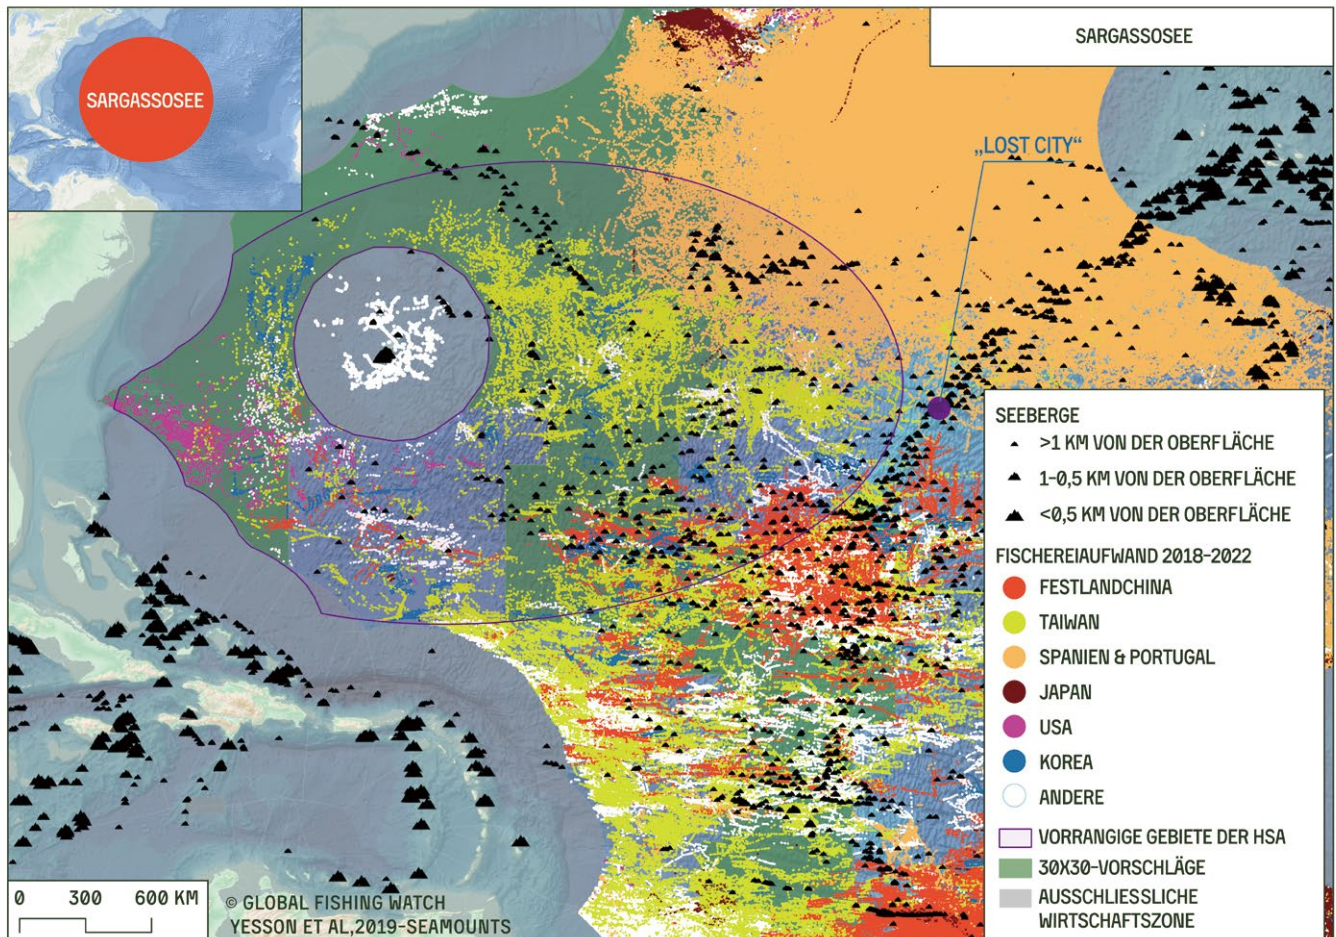 SARGASSOSEE
SARGASSOSEE
„LOST CITY“
SEEBERGE
>1 KM VON DER OBERFLÄCHE
1-0,5 KM VON DER OBERFLÄCHE
<0,5 KM VON DER OBERFLÄCHE
FISCHEREIAUFWAND 2018-2022
FESTLANDCHINA
TAIWAN
SPANIEN & PORTUGAL
JAPAN
USA
KOREA
ANDERE
VORRANGIGE GEBIETE DER HSA
30X30-VORSCHLÄGE
AUSSCHLIESSLICHE
WIRTSCHAFTSZONE
0 300 600 KM
© GLOBAL FISHING WATCH
YESSON ET AL,2019-SEAMOUNTS